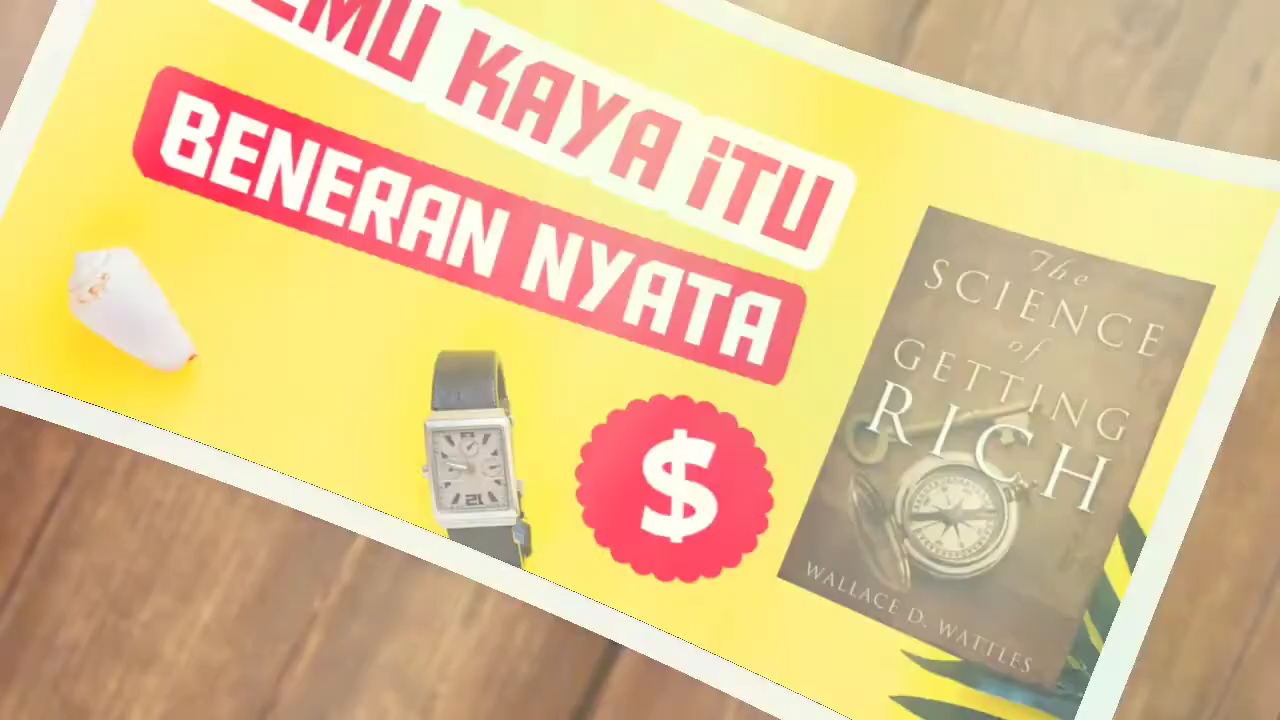 KAYA iTU
BENERAN NYATA
$
The
SCIENCE
of
GETTING
RICH
WALLACE D. WATTLES